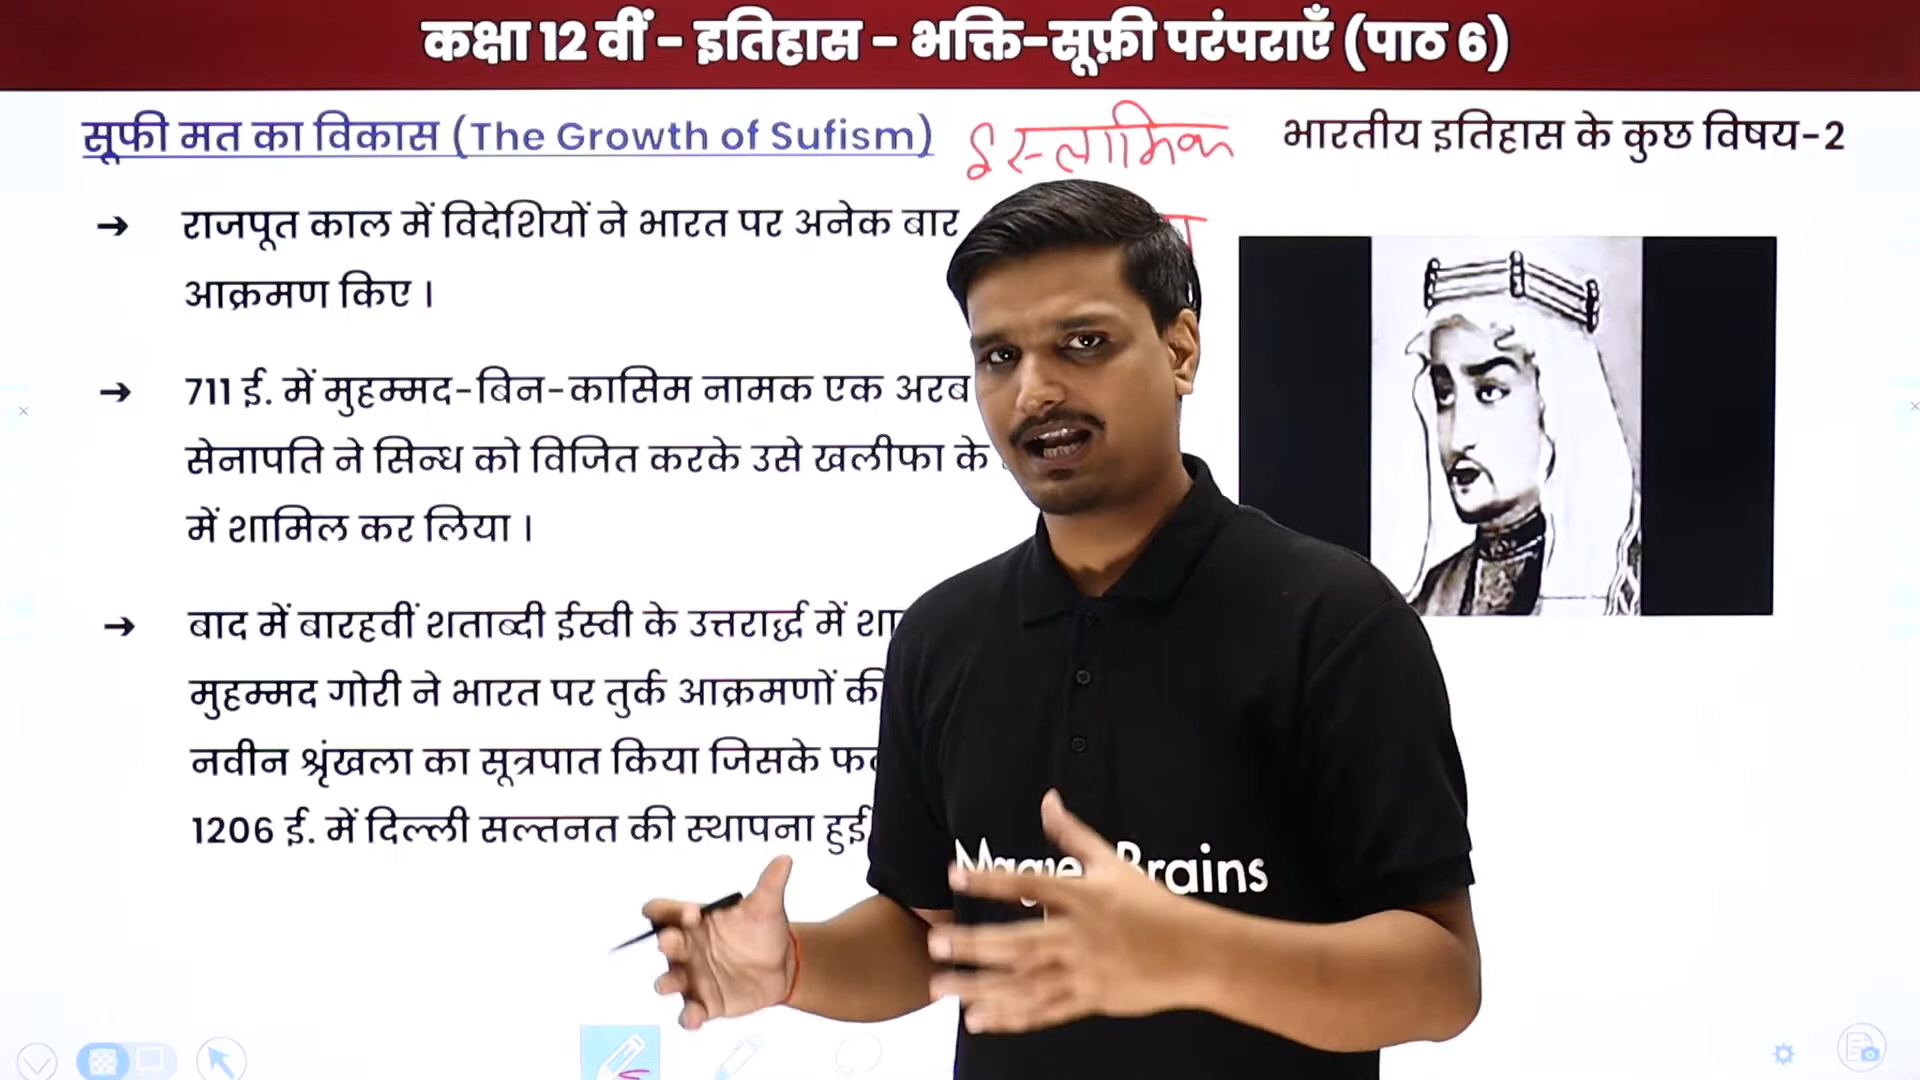 कक्षा 12 वीं - इतिहास - भक्ति-सूफ़ी परंपराएँ (पाठ 6)
सूफी मत का विकास (The Growth of Sufism)
इस्लामिक
भारतीय इतिहास के कुछ विषय-2
➔ राजपूत काल में विदेशियों ने भारत पर अनेक बार
आक्रमण किए ।
➔ 711 ई. में मुहम्मद-बिन-कासिम नामक एक अरब
सेनापति ने सिन्ध को विजित करके उसे खलीफा के
में शामिल कर लिया ।
➔ बाद में बारहवीं शताब्दी ईस्वी के उत्तरार्द्ध में
मुहम्मद गोरी ने भारत पर तुर्क आक्रमणों की
नवीन श्रृंखला का सूत्रपात किया जिसके
1206 ई. में दिल्ली सल्तनत की स्थापना हुई
Magnet Brains